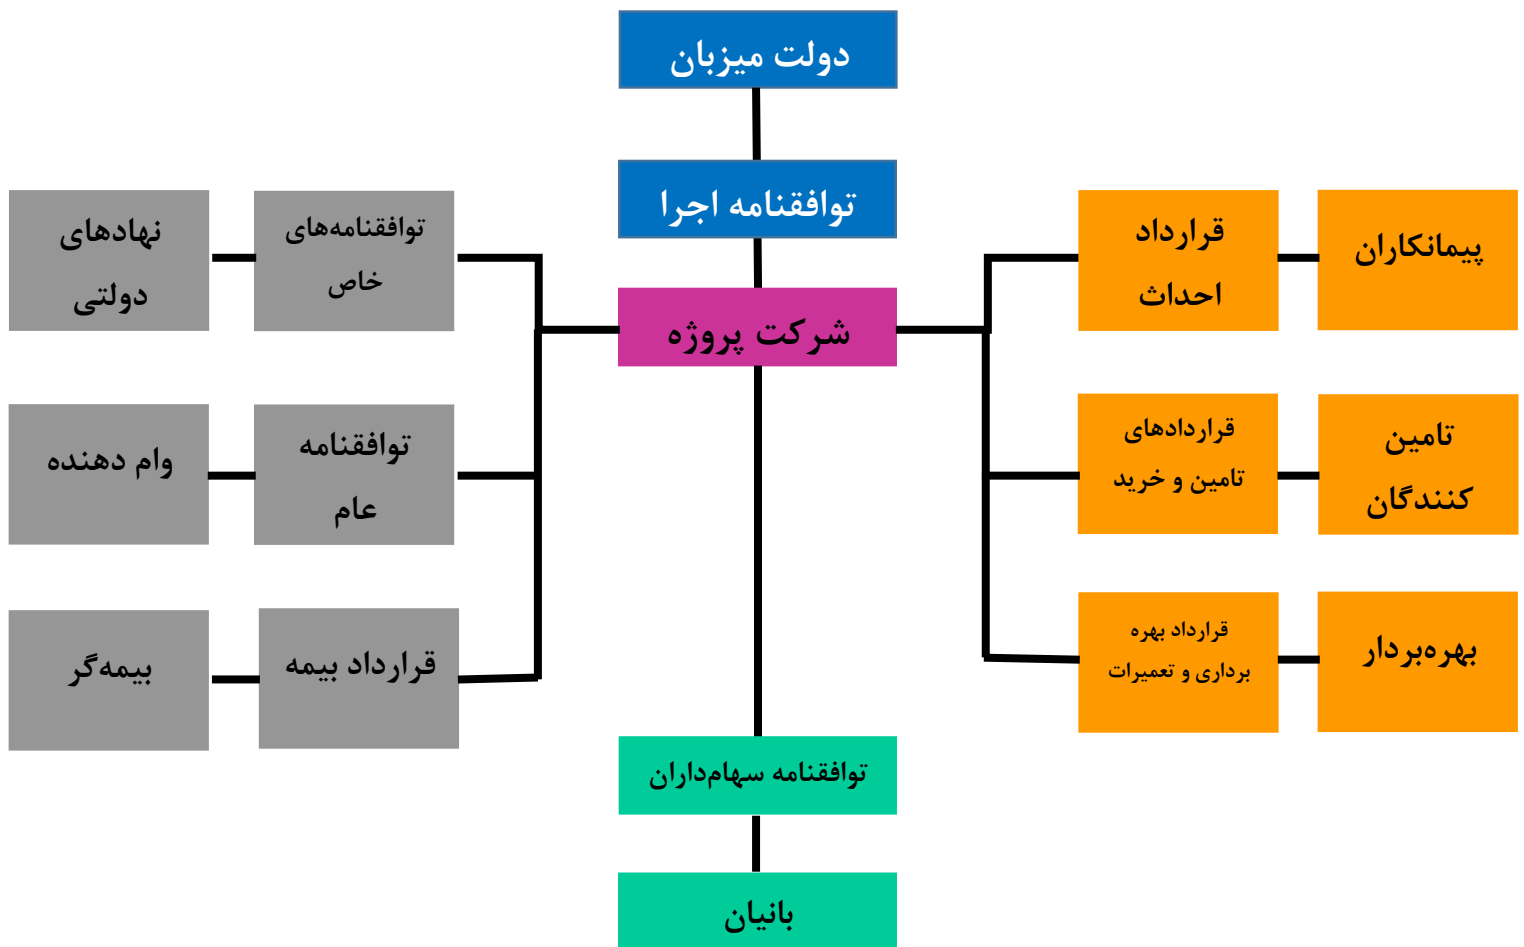 دولت میزبان
توافقنامه اجرا
شرکت پروژه
پیمانکاران
قرارداد
احداث
تامین
کنندگان
قراردادهای
تامین و خرید
بهره‌بردار
قرارداد بهره
برداری و تعمیرات
توافقنامه‌های
خاص
نهادهای
دولتی
توافقنامه
عام
وام دهنده
قرارداد بیمه
بیمه‌گر
توافقنامه سهام‌داران
بانیان